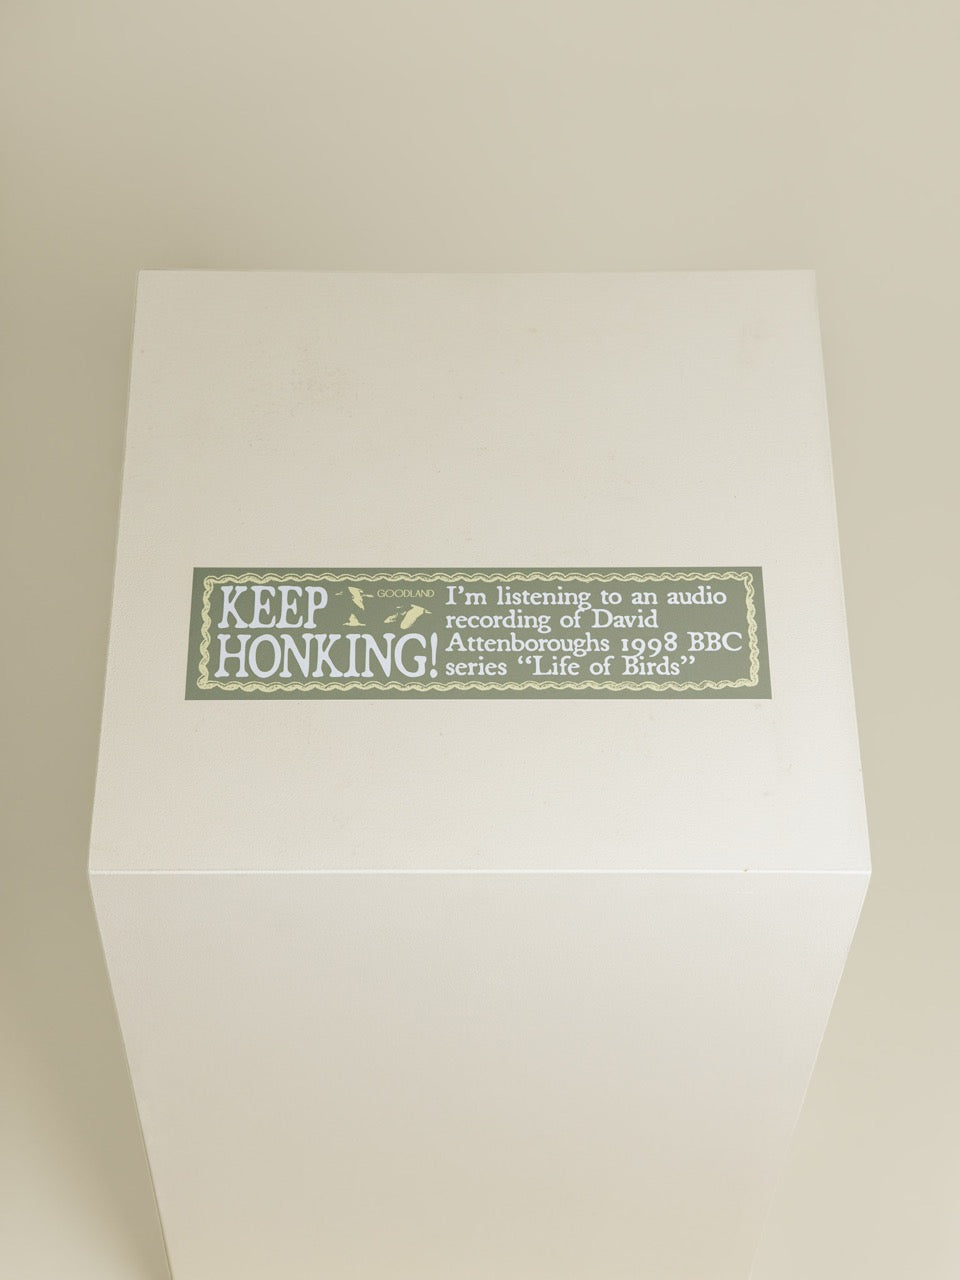 KEEP
HONKING!
GOODLAND
I'm listening to an audio
recording of David
Attenboroughs 1998 BBC
series “Life of Birds”